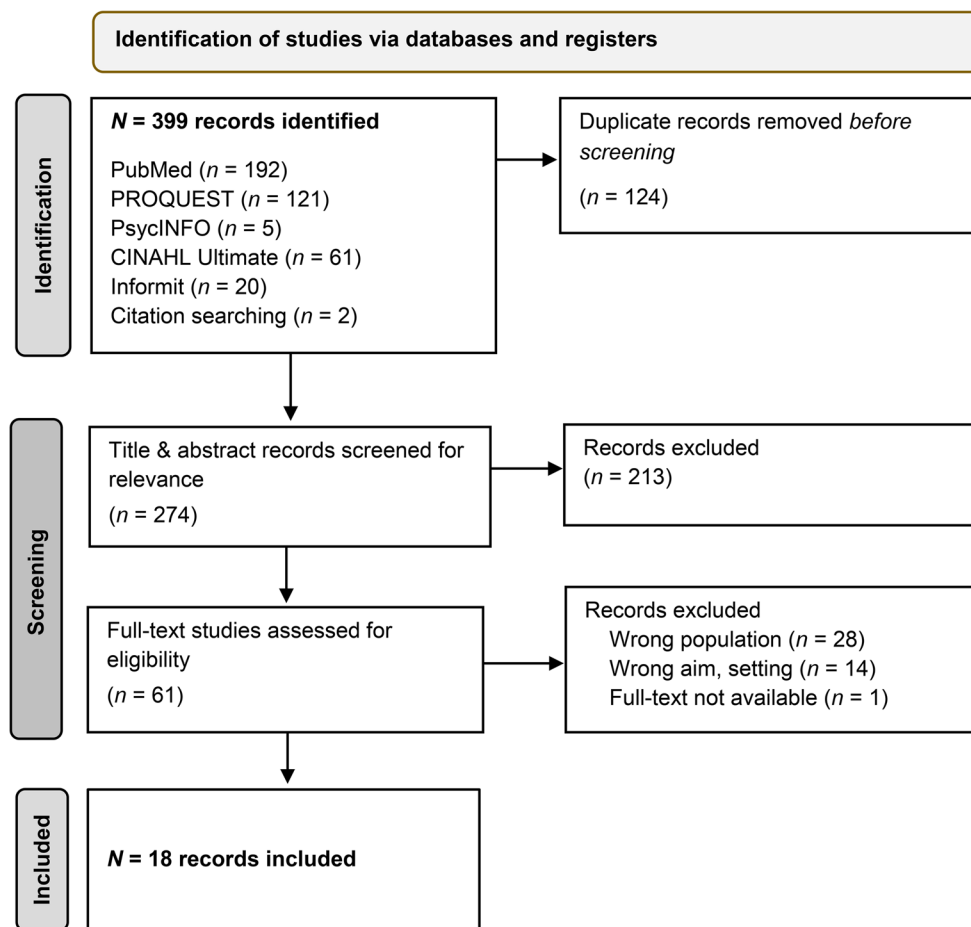 Identification of studies via databases and registers
Identification
N = 399 records identified
PubMed (n = 192)
PROQUEST (n = 121)
PsycINFO (n = 5)
CINAHL Ultimate (n = 61)
Informit (n = 20)
Citation searching (n = 2)
Duplicate records removed before
screening
(n = 124)
Screening
Title & abstract records screened for
relevance
(n = 274)
Records excluded
(n = 213)
Full-text studies assessed for
eligibility
(n = 61)
Records excluded
Wrong population (n = 28)
Wrong aim, setting (n = 14)
Full-text not available (n = 1)
Included
N = 18 records included